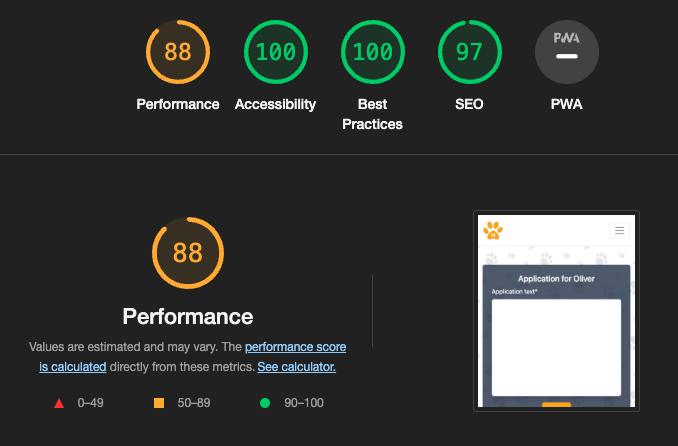 88
100
100
97
PWA
Performance
Accessibility
Best
Practices
SEO
PWA
88
Performance
Values are estimated and may vary. The performance score
is calculated directly from these metrics. See calculator.
0–49
50–89
90–100
Application for Oliver
Application text*